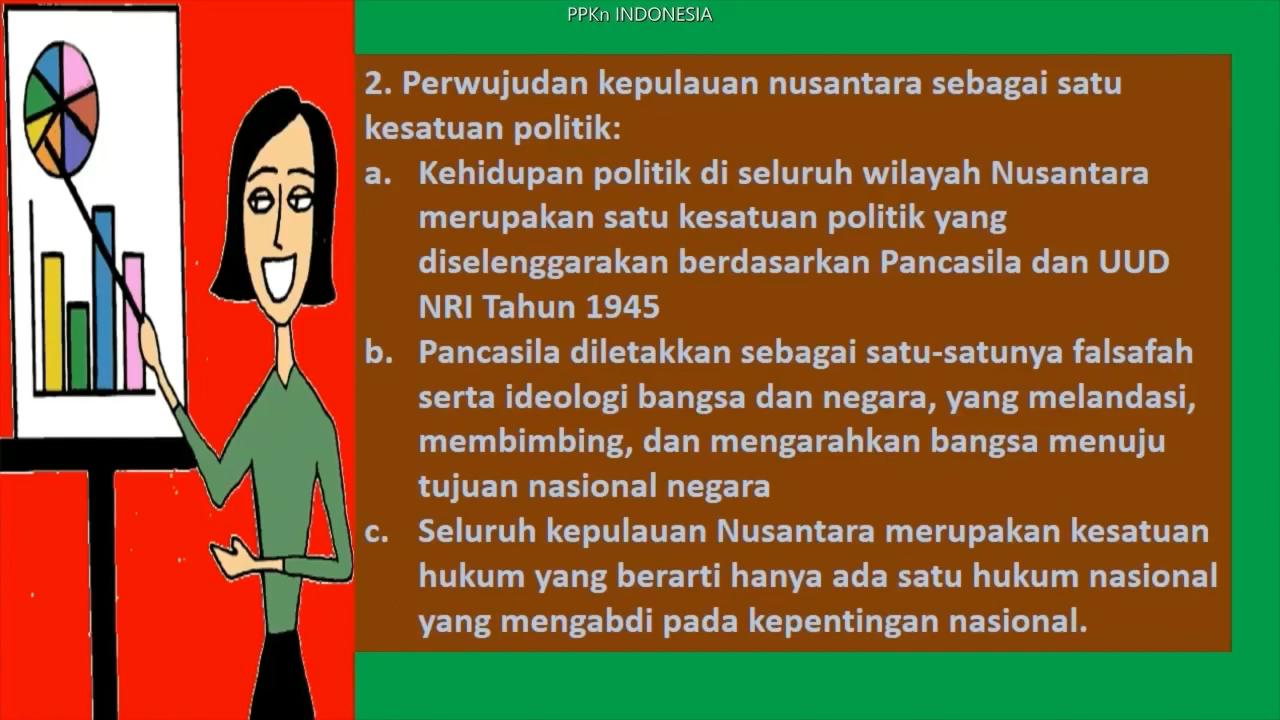 PPKn INDONESIA
2. Perwujudan kepulauan nusantara sebagai satu
kesatuan politik:
a. Kehidupan politik di seluruh wilayah Nusantara
merupakan satu kesatuan politik yang
diselenggarakan berdasarkan Pancasila dan UUD
NRI Tahun 1945
b. Pancasila diletakkan sebagai satu-satunya falsafah
serta ideologi bangsa dan negara, yang melandasi,
membimbing, dan mengarahkan bangsa menuju
tujuan nasional negara
c. Seluruh kepulauan Nusantara merupakan kesatuan
hukum yang berarti hanya ada satu hukum nasional
yang mengabdi pada kepentingan nasional.